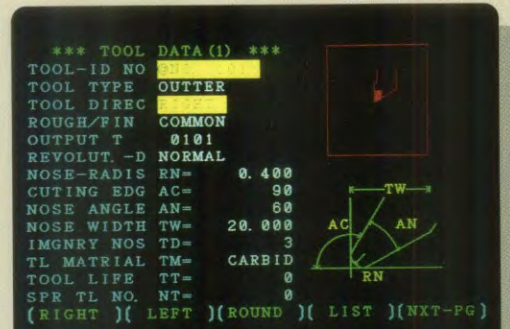 *** TOOL DATA(1) ***
TOOL-ID NO
TOOL TYPE OUTTER
TOOL DIREC RIGHT
ROUGH/FIN COMMON
OUTPUT T 0101
REVOLUT.-D NORMAL
NOSE-RADIS RN= 0.400
CUTING EDG AC= 90
NOSE ANGLE AN= 60
NOSE WIDTH TW= 20.000
IMGNRY NOS TD= 3
TL MATRIAL TM= CARBID
TOOL LIFE TT= 0
SPR TL NO. NT= 0
TW
AC
AN
RN
(RIGHT )( LEFT )(ROUND )( LIST )(NXT-PG)